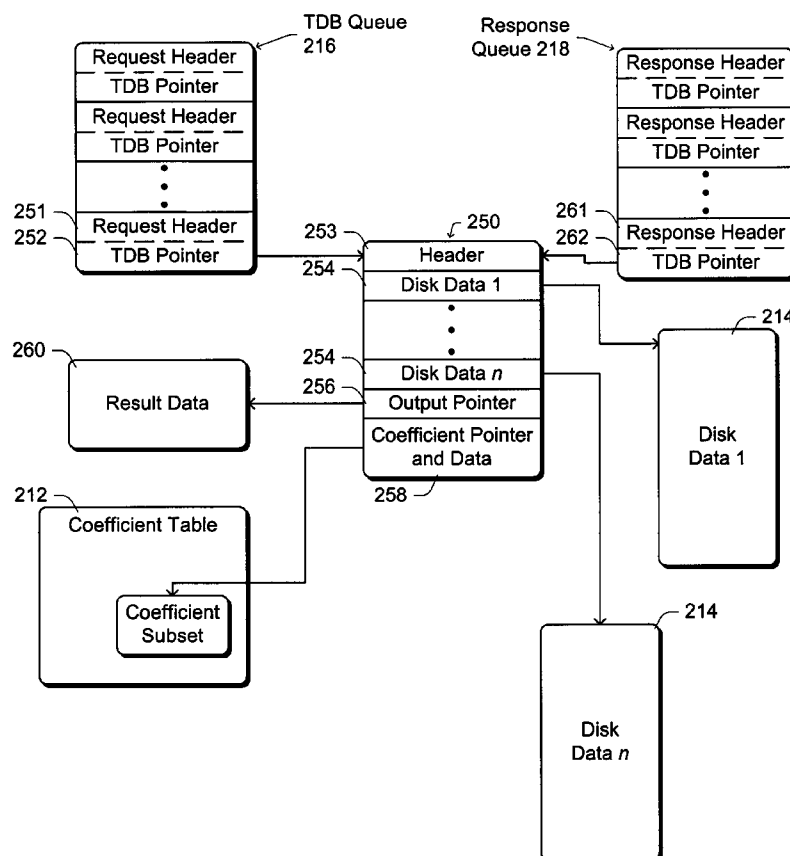 TDB Queue
216
Request Header
TDB Pointer
Request Header
TDB Pointer
251
Request Header
252
TDB Pointer
Response
Queue 218
Response Header
TDB Pointer
Response Header
TDB Pointer
261
Response Header
262
TDB Pointer
250
253
Header
254
Disk Data 1
254
Disk Data n
256
Output Pointer
Coefficient Pointer
and Data
258
260
Result Data
212
Coefficient Table
Coefficient
Subset
214
Disk
Data 1
214
Disk
Data n